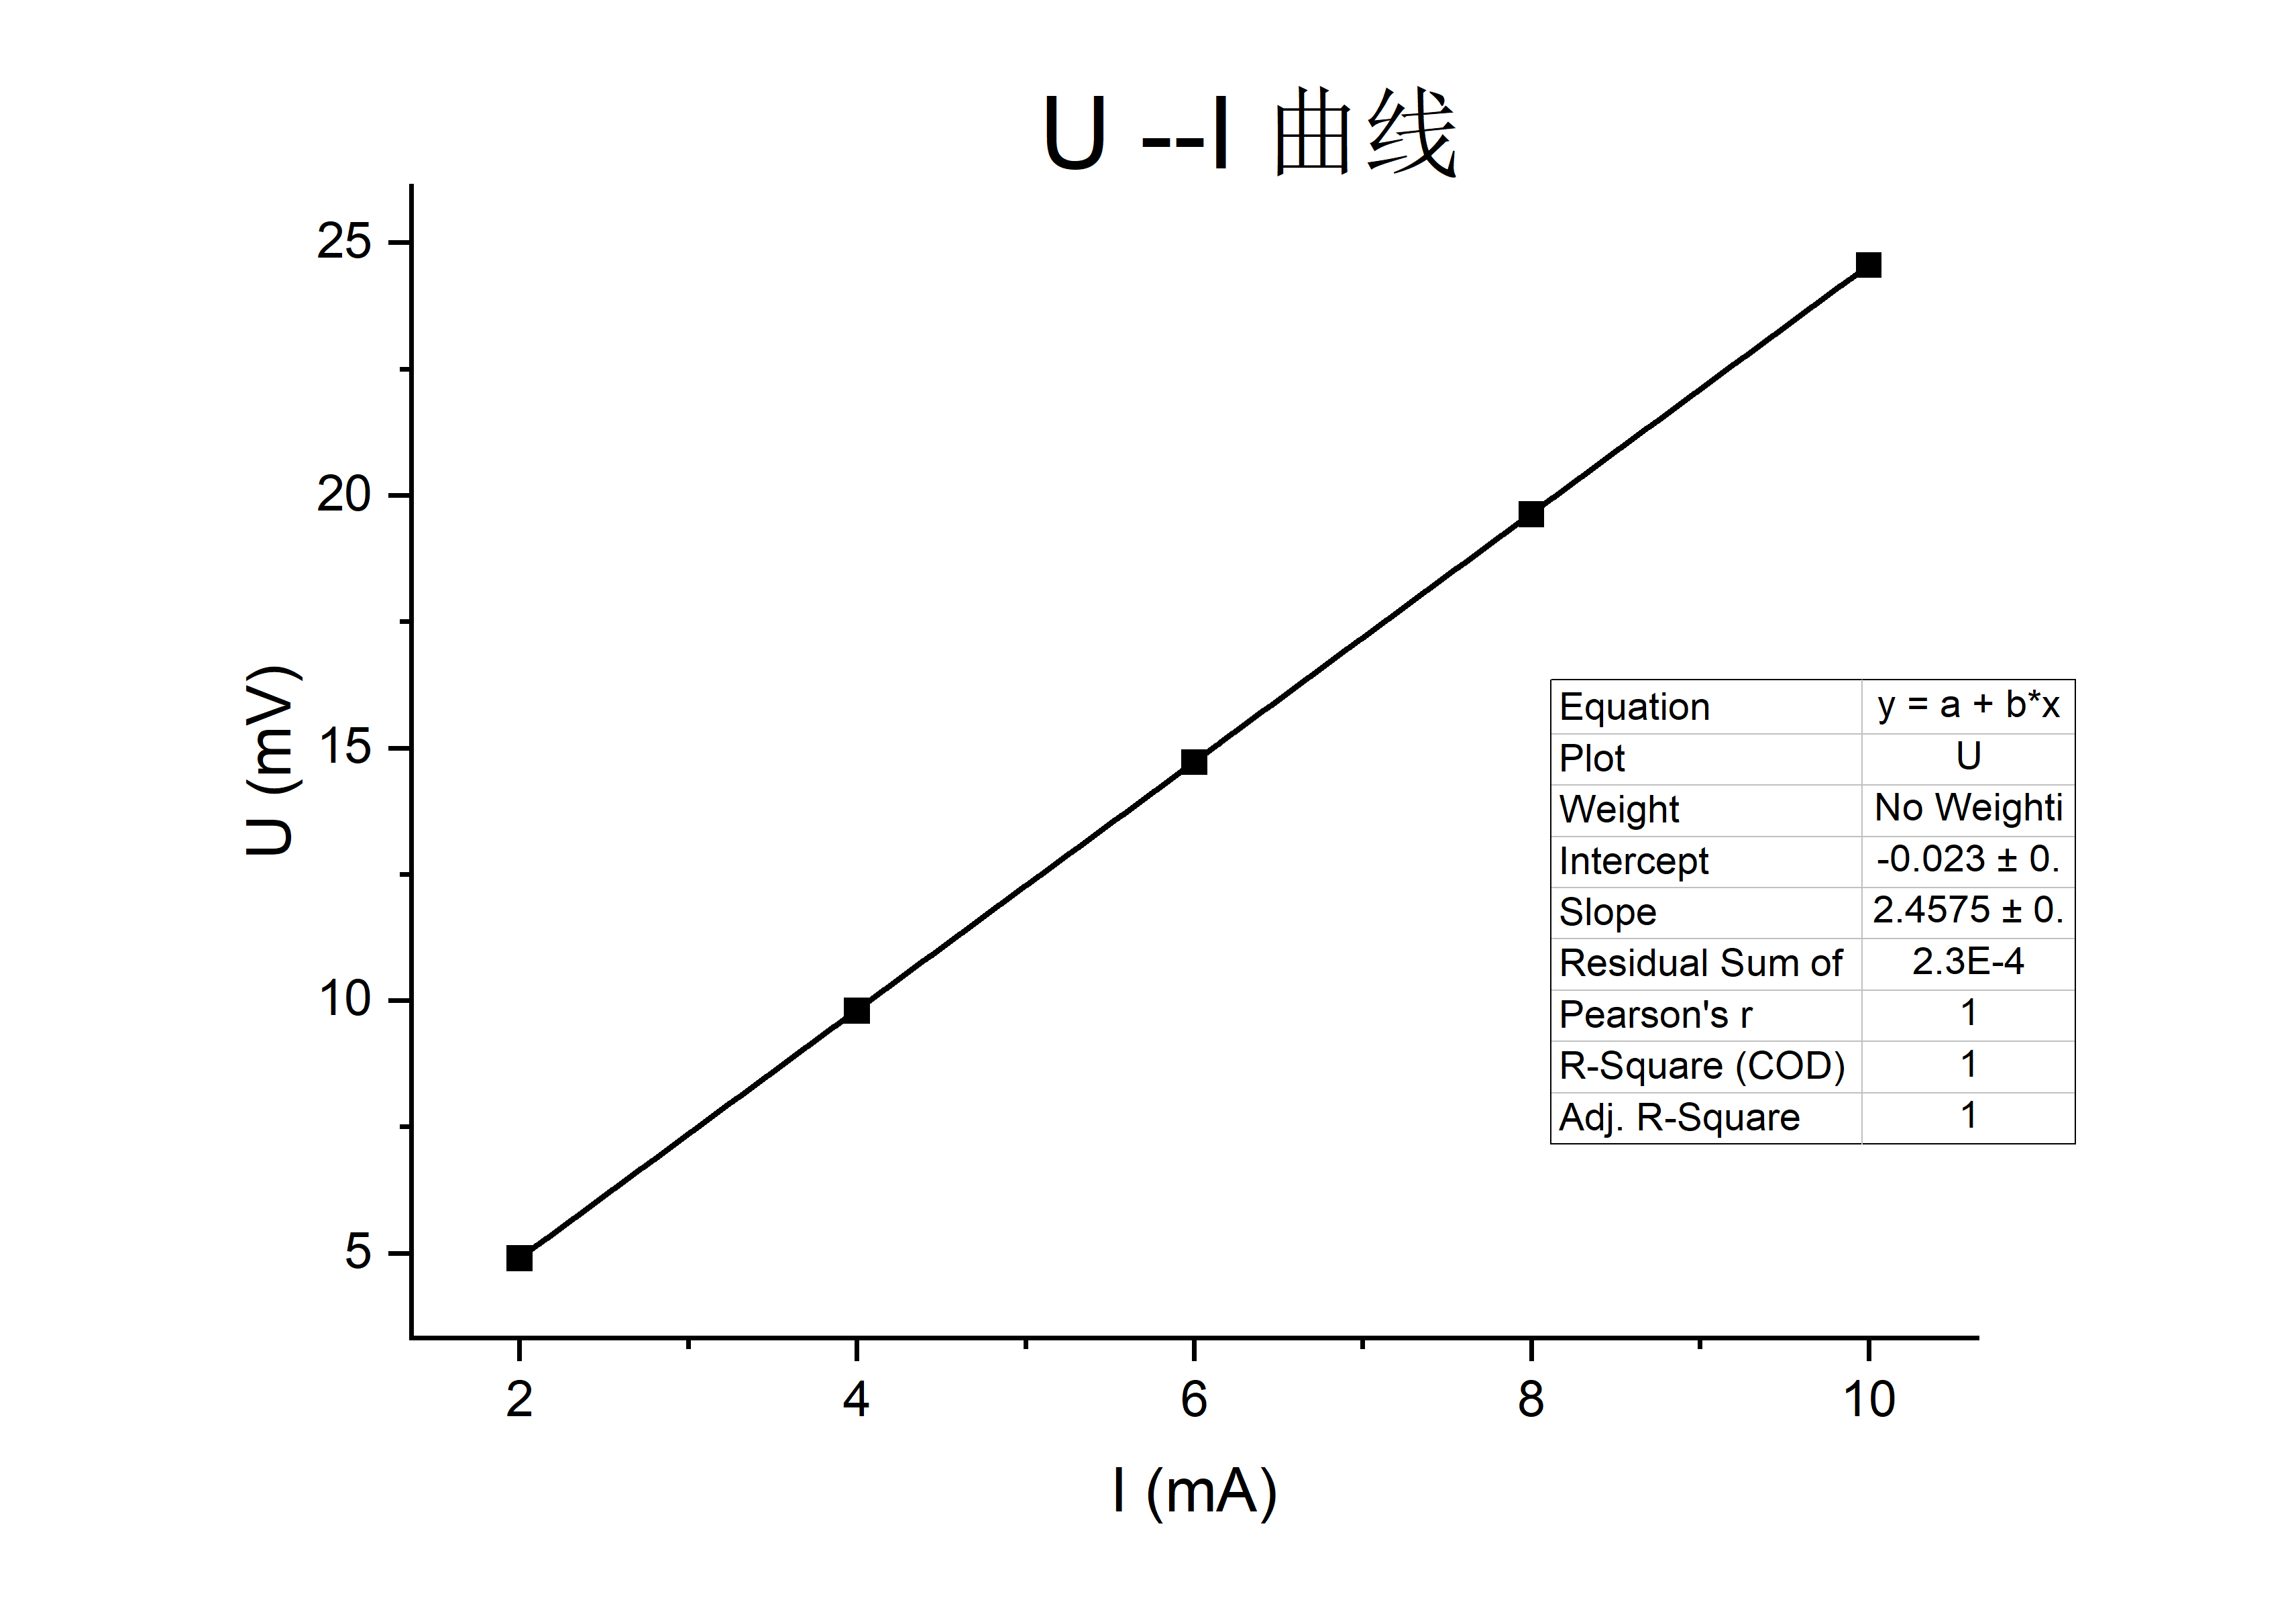 U --I 曲线
25
20
15
10
5
U (mV)
2 4 6 8 10
I (mA)
Equation y = a + b*x
Plot U
Weight No Weighti
Intercept -0.023 ± 0.
Slope 2.4575 ± 0.
Residual Sum of 2.3E-4
Pearson's r 1
R-Square (COD) 1
Adj. R-Square 1